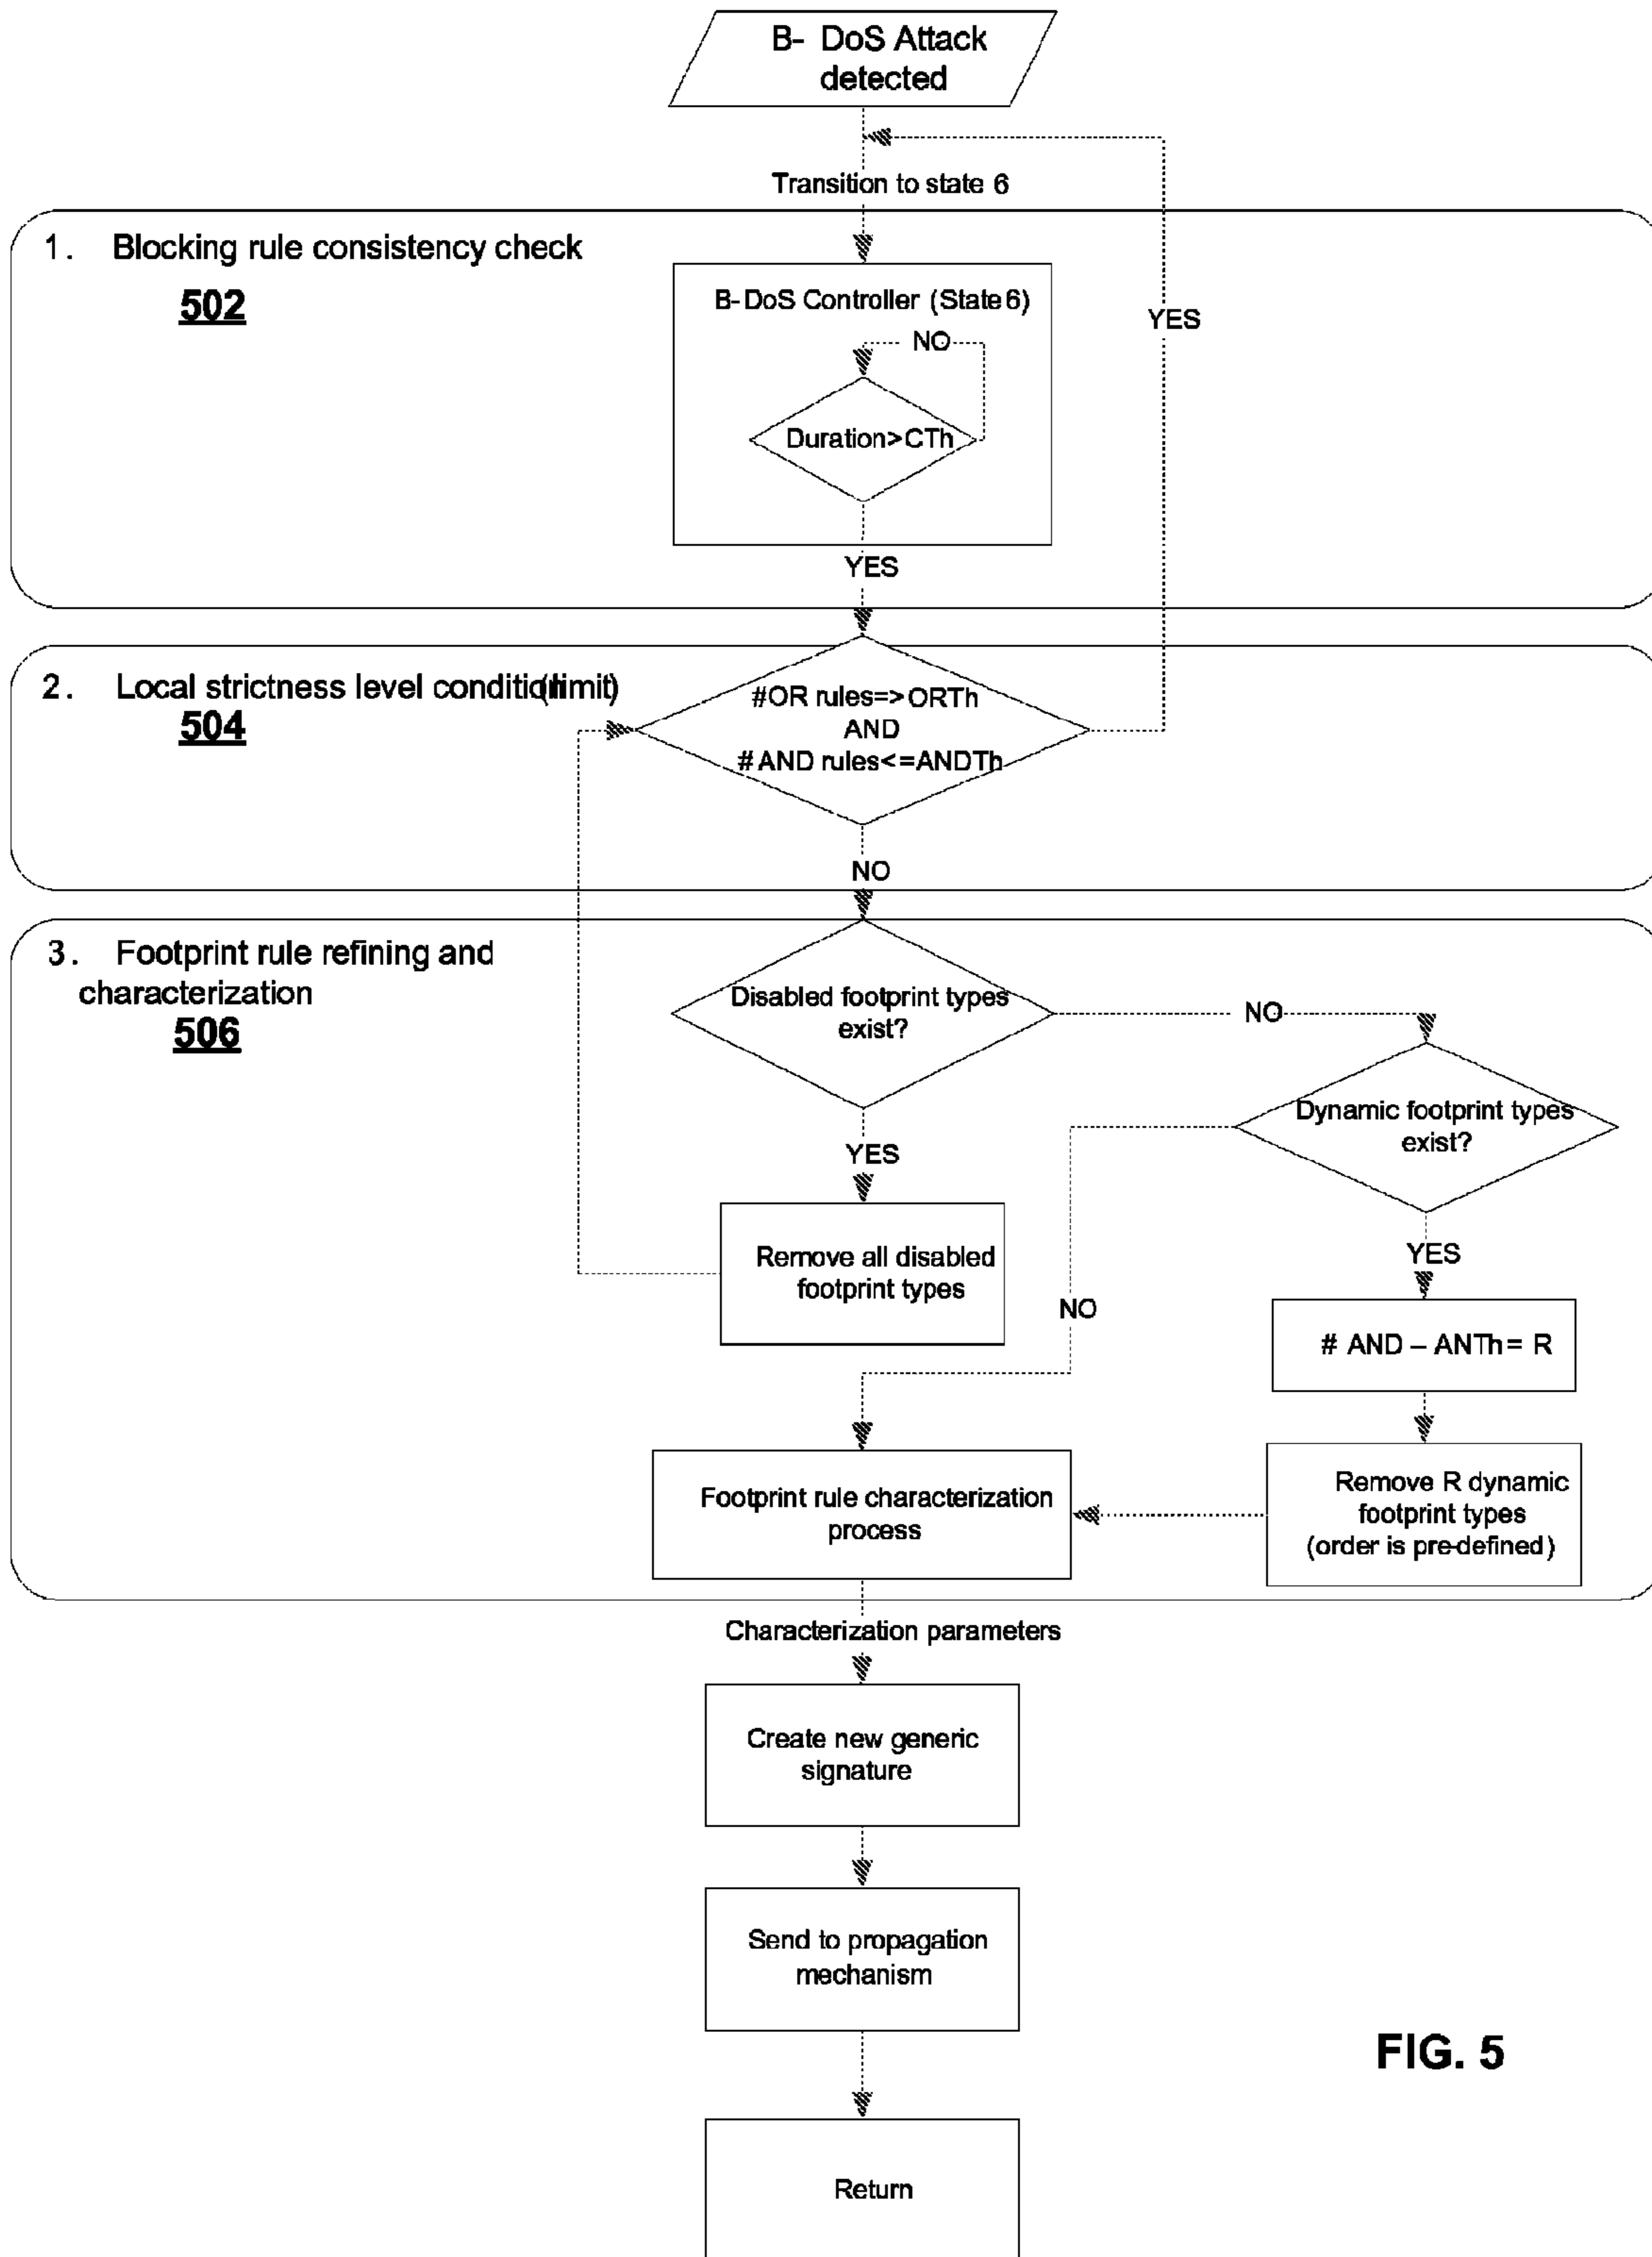 B- DoS Attack
detected
Transition to state 6
1. Blocking rule consistency check
502
B-DoS Controller (State 6)
NO
YES
Duration>CTh
YES
2. Local strictness level condition(limit)
504
#OR rules=>ORTh
AND
# AND rules<=ANDTh
NO
3. Footprint rule refining and
characterization
506
Disabled footprint types
exist?
NO
Dynamic footprint types
exist?
YES
YES
Remove all disabled
footprint types
NO
# AND – ANTh = R
Footprint rule characterization
process
Remove R dynamic
footprint types
(order is pre-defined)
Characterization parameters
Create new generic
signature
Send to propagation
mechanism
FIG. 5
Return